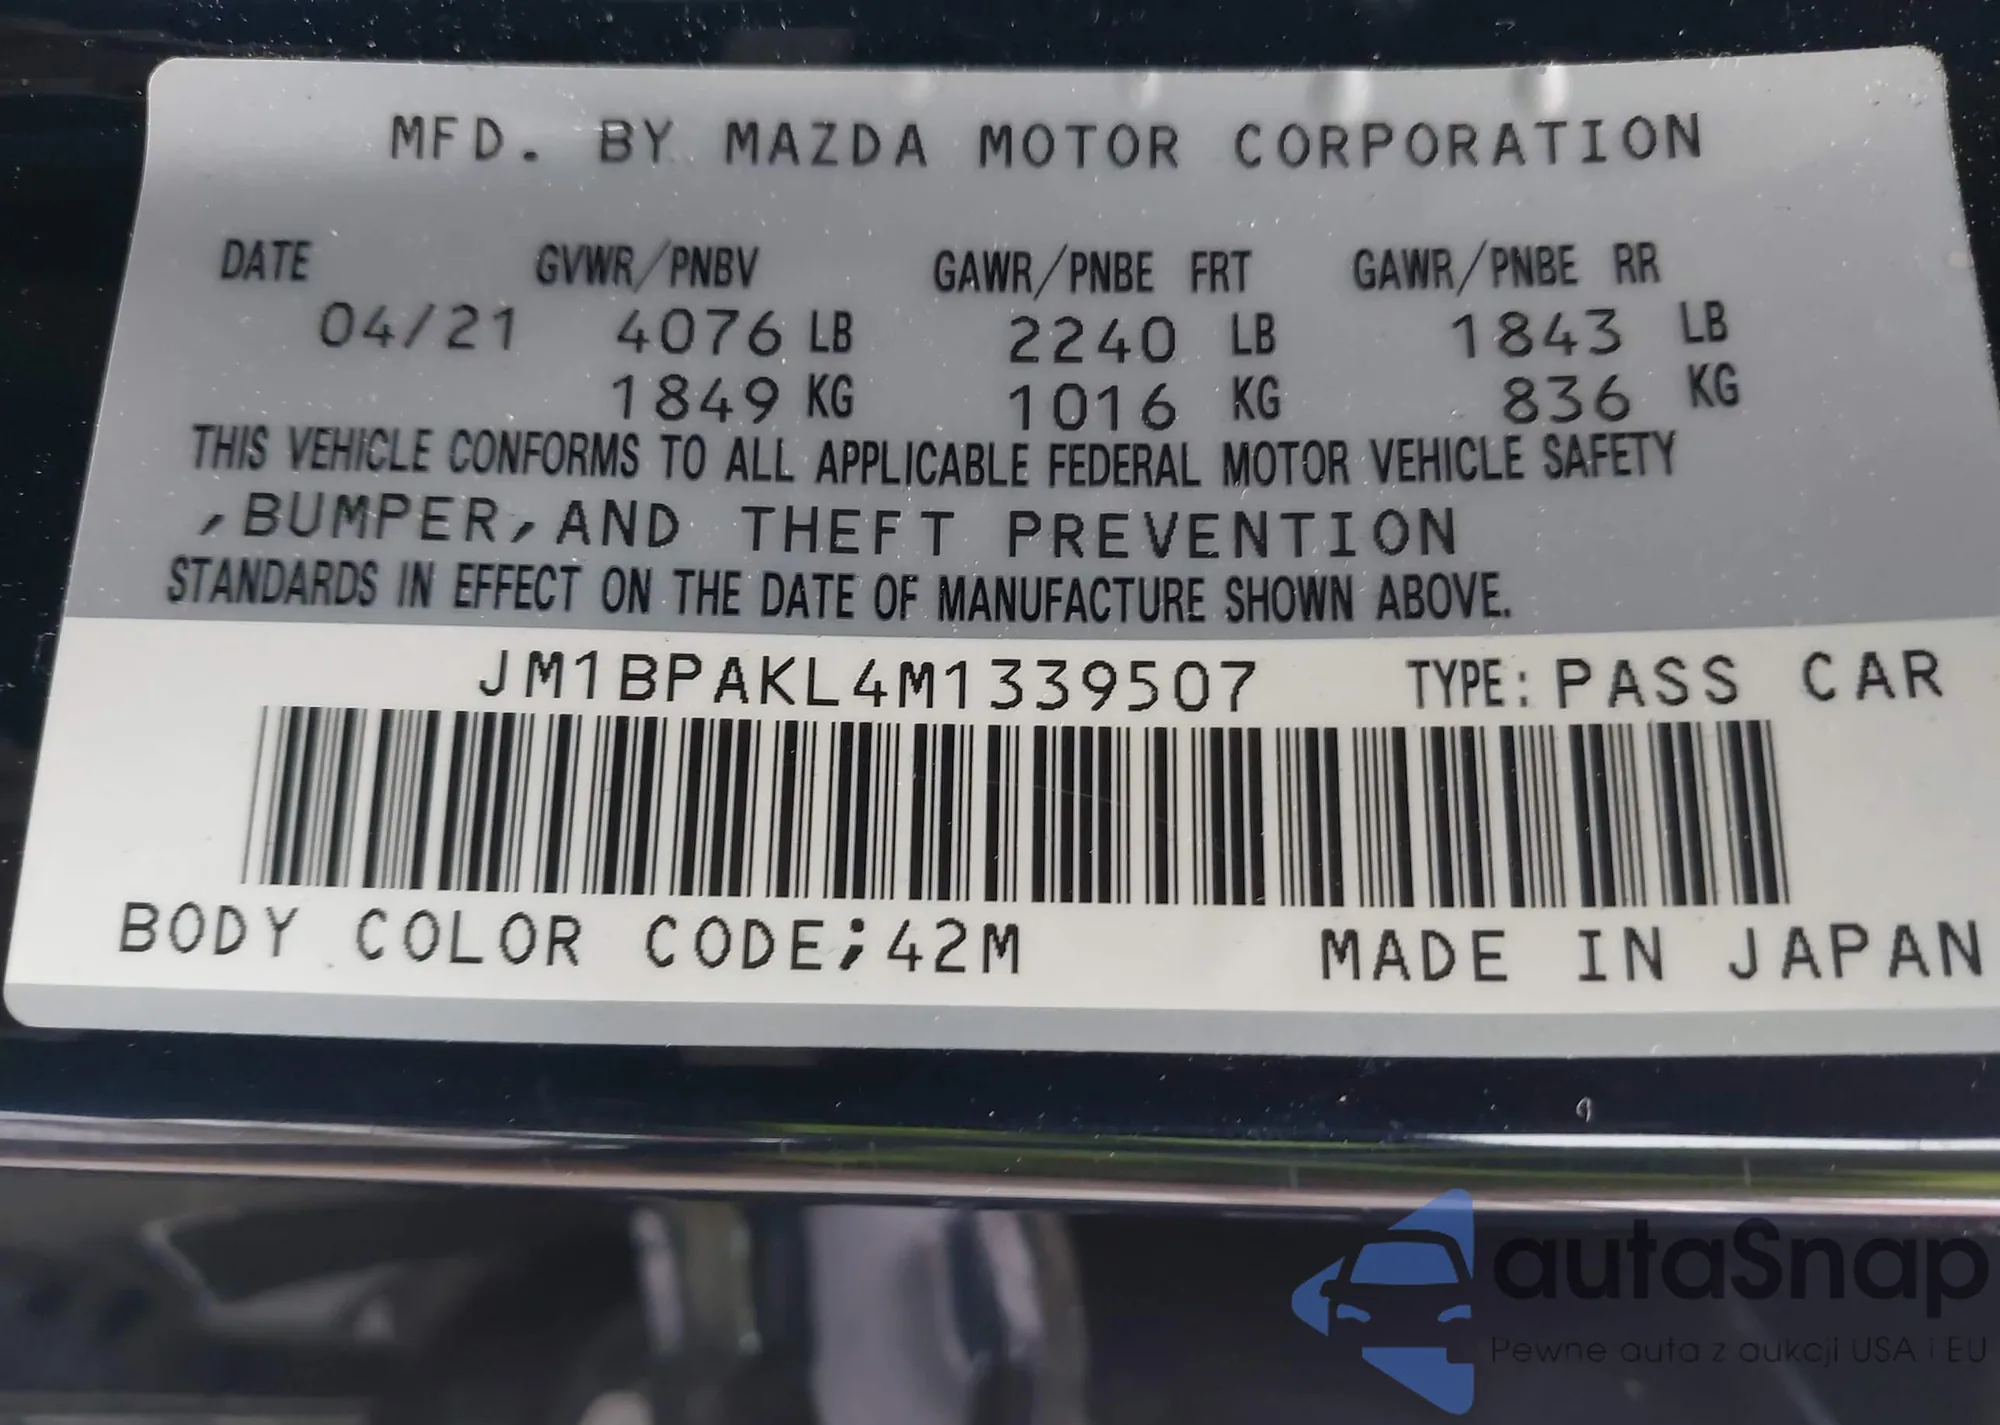 MFD. BY MAZDA MOTOR CORPORATION
DATE GVWR/PNBV GAWR/PNBE FRT GAWR/PNBE RR
04/21 4076 LB 2240 LB 1843 LB
1849 KG 1016 KG 836 KG
THIS VEHICLE CONFORMS TO ALL APPLICABLE FEDERAL MOTOR VEHICLE SAFETY
,BUMPER,AND THEFT PREVENTION
STANDARDS IN EFFECT ON THE DATE OF MANUFACTURE SHOWN ABOVE.
JM1BPAKL4M1339507 TYPE: PASS CAR
BODY COLOR CODE;42M MADE IN JAPAN
autaSnap
Pewne auta z aukcji USA i EU